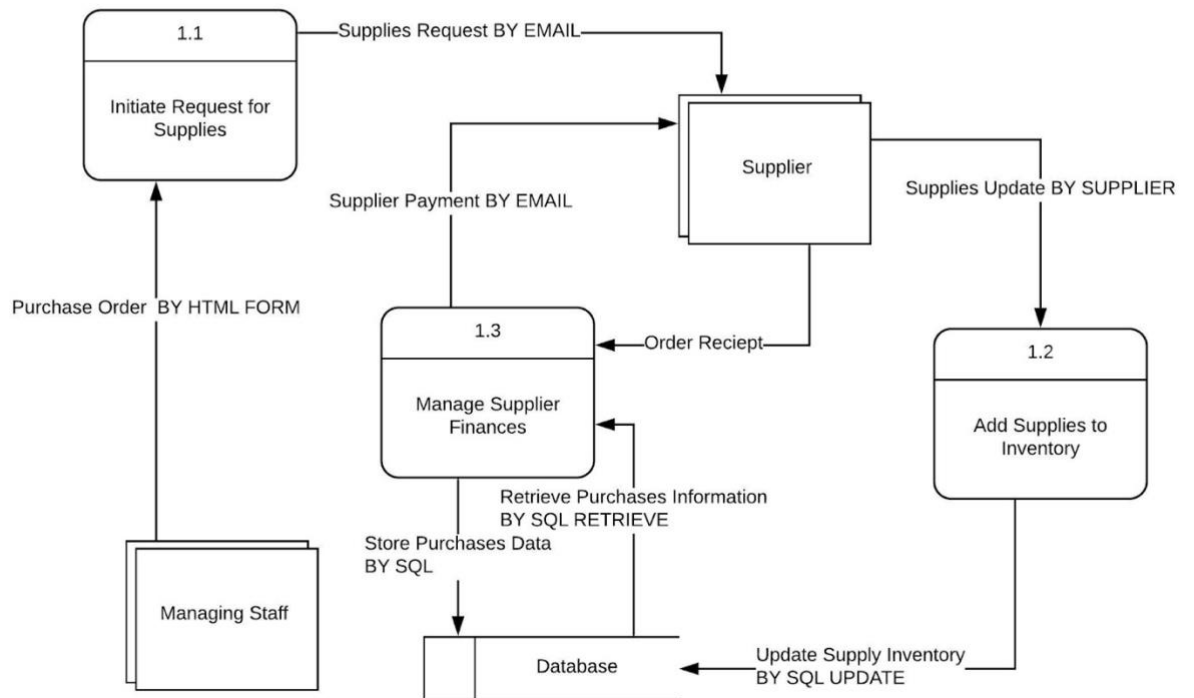 1.1
Initiate Request for
Supplies
Supplies Request BY EMAIL
Supplier
Supplier Payment BY EMAIL
Supplies Update BY SUPPLIER
Purchase Order BY HTML FORM
1.3
Manage Supplier
Finances
Order Reciept
1.2
Add Supplies to
Inventory
Retrieve Purchases Information
BY SQL RETRIEVE
Store Purchases Data
BY SQL
Managing Staff
Database
Update Supply Inventory
BY SQL UPDATE